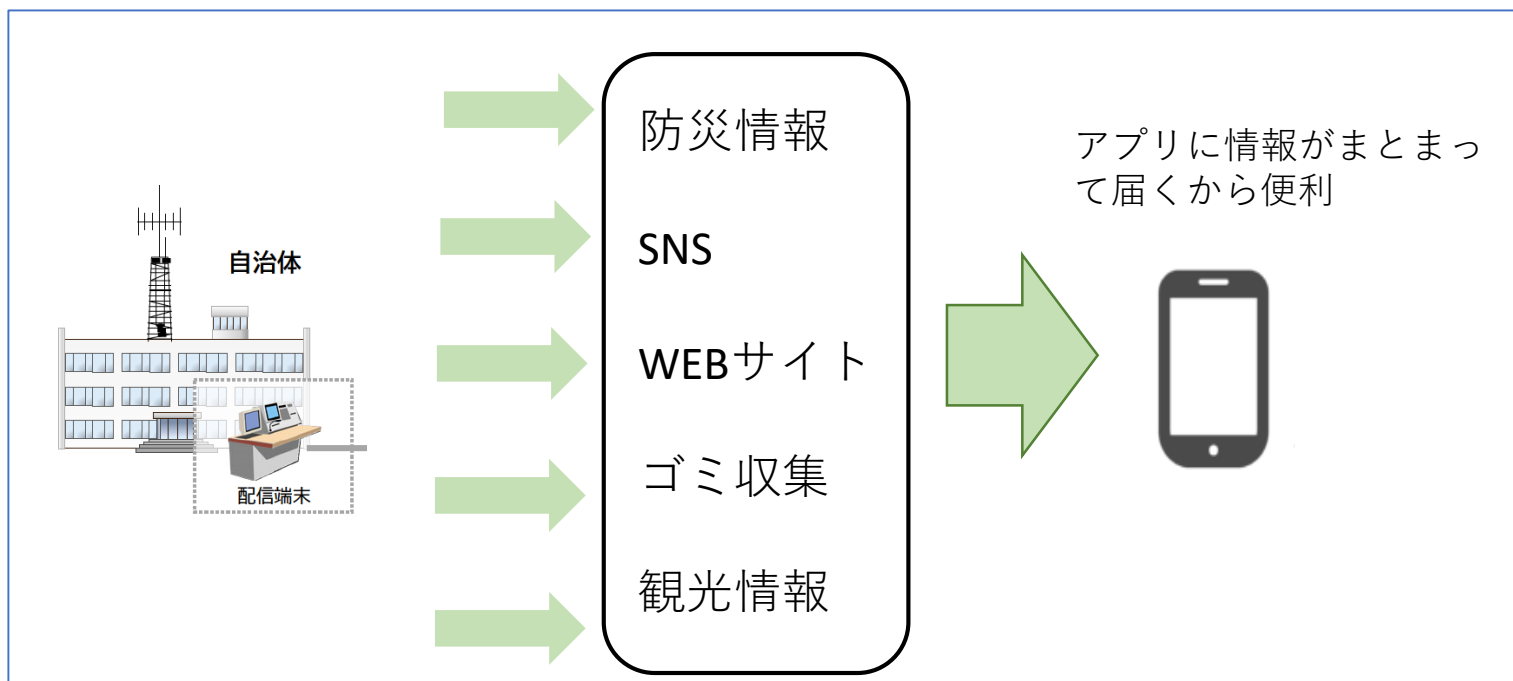 自治体
配信端末
防災情報
SNS
WEBサイト
ゴミ収集
観光情報
アプリに情報がまとまっ
て届くから便利